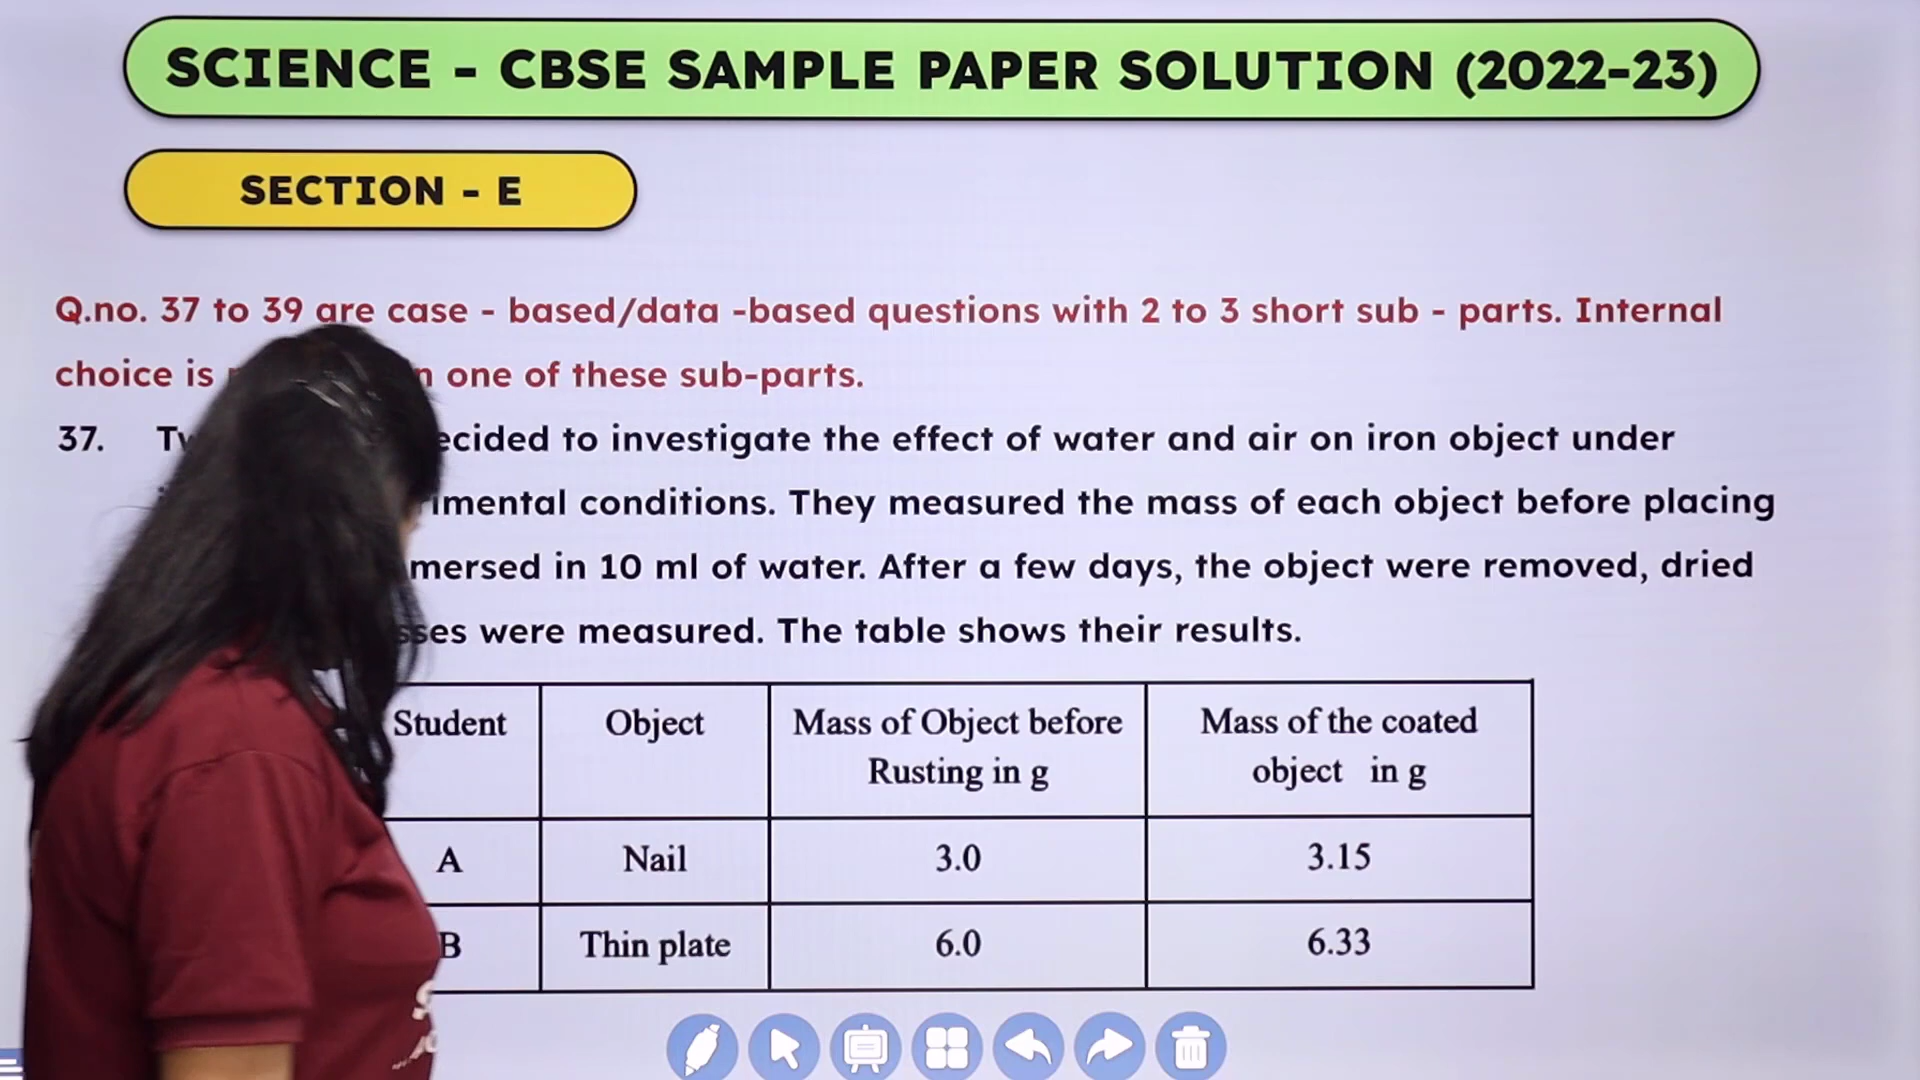 SCIENCE - CBSE SAMPLE PAPER SOLUTION (2022-23)
SECTION - E
Q.no. 37 to 39 are case - based/data -based questions with 2 to 3 short sub - parts. Internal
choice is one of these sub-parts.
37. decided to investigate the effect of water and air on iron object under
conditions. They measured the mass of each object before placing
in 10 ml of water. After a few days, the object were removed, dried
were measured. The table shows their results.
Student Object Mass of Object before Rusting in g Mass of the coated object in g
A Nail 3.0 3.15
B Thin plate 6.0 6.33